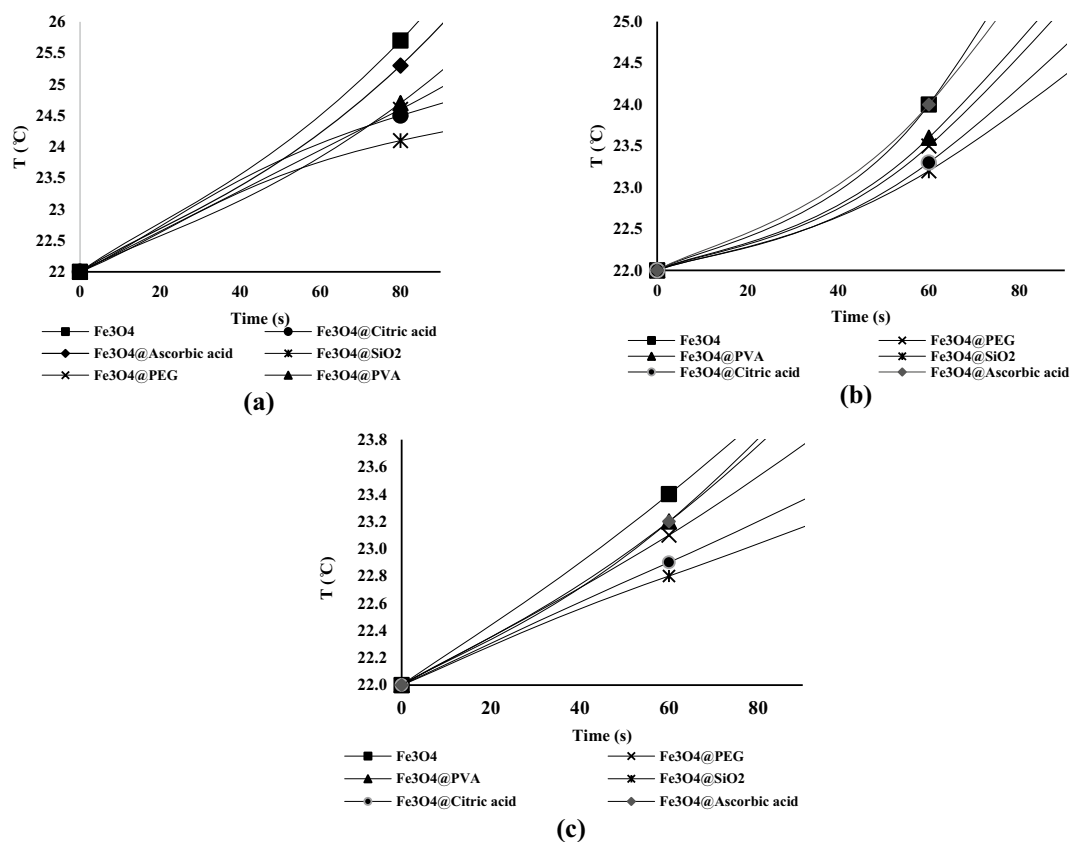 T (℃)
26
25.5
25
24.5
24
23.5
23
22.5
22
0
20
40
60
80
Time (s)
Fe3O4
Fe3O4@Citric acid
Fe3O4@Ascorbic acid
Fe3O4@SiO2
Fe3O4@PEG
Fe3O4@PVA
(a)
T (℃)
25.0
24.5
24.0
23.5
23.0
22.5
22.0
0
20
40
60
80
Time (s)
Fe3O4
Fe3O4@PEG
Fe3O4@PVA
Fe3O4@SiO2
Fe3O4@Citric acid
Fe3O4@Ascorbic acid
(b)
T (℃)
23.8
23.6
23.4
23.2
23.0
22.8
22.6
22.4
22.2
22.0
0
20
40
60
80
Time (s)
Fe3O4
Fe3O4@PEG
Fe3O4@PVA
Fe3O4@SiO2
Fe3O4@Citric acid
Fe3O4@Ascorbic acid
(c)